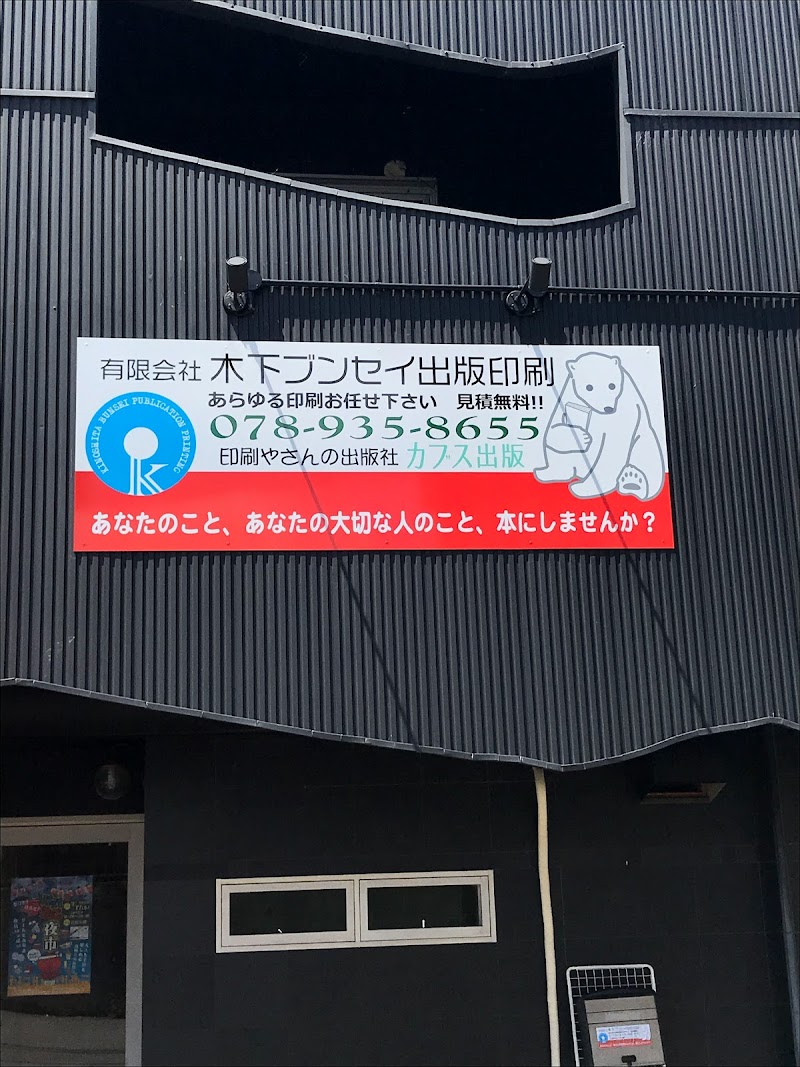 有限会社 木下ブンセイ出版印刷
あらゆる印刷お任せ下さい 見積無料!!
078-935-8655
印刷やさんの出版社 カブス出版
KINOSHITA BUNSEI PUBLICATION PRINTING
K
あなたのこと、あなたの大切な人のこと、本にしませんか？
夜市